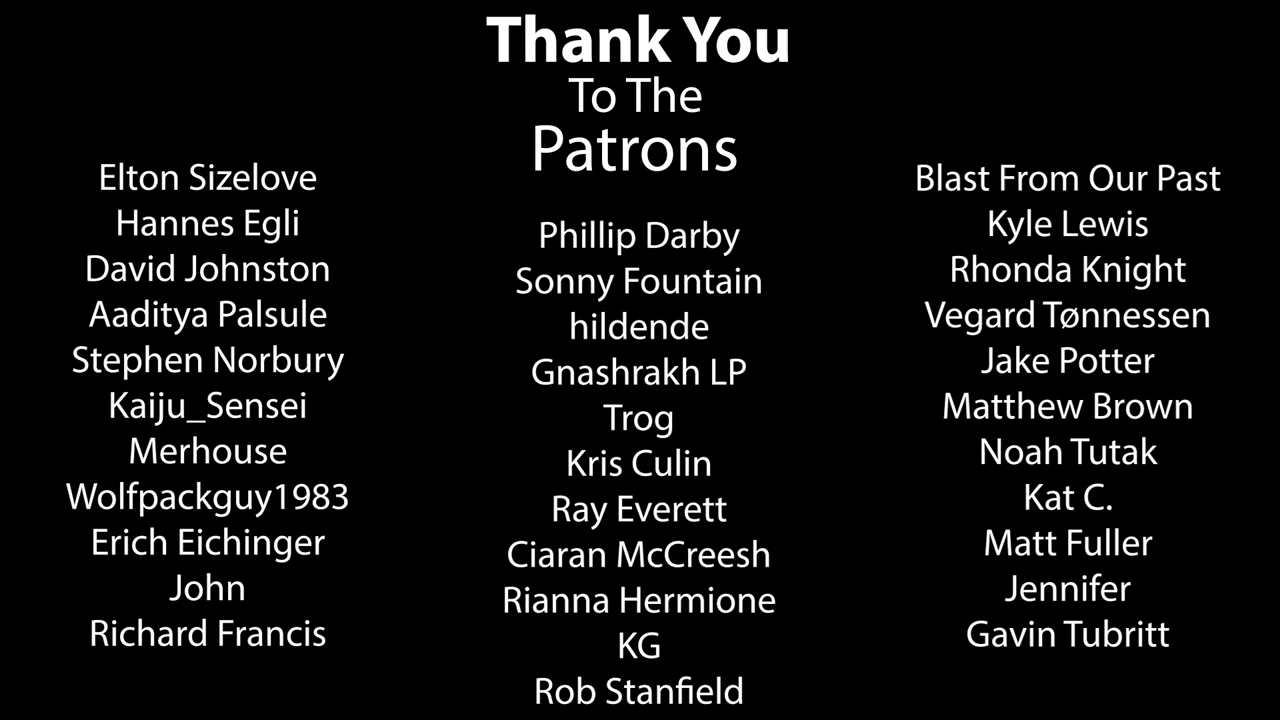 Thank You
To The
Patrons
Elton Sizelove
Hannes Egli
David Johnston
Aaditya Palsule
Stephen Norbury
Kaiju_Sensei
Merhouse
Wolfpackguy1983
Erich Eichinger
John
Richard Francis
Phillip Darby
Sonny Fountain
hildende
Gnashrakh LP
Trog
Kris Culin
Ray Everett
Ciaran McCreesh
Rianna Hermione
KG
Rob Stanfield
Blast From Our Past
Kyle Lewis
Rhonda Knight
Vegard Tønnessen
Jake Potter
Matthew Brown
Noah Tutak
Kat C.
Matt Fuller
Jennifer
Gavin Tubritt